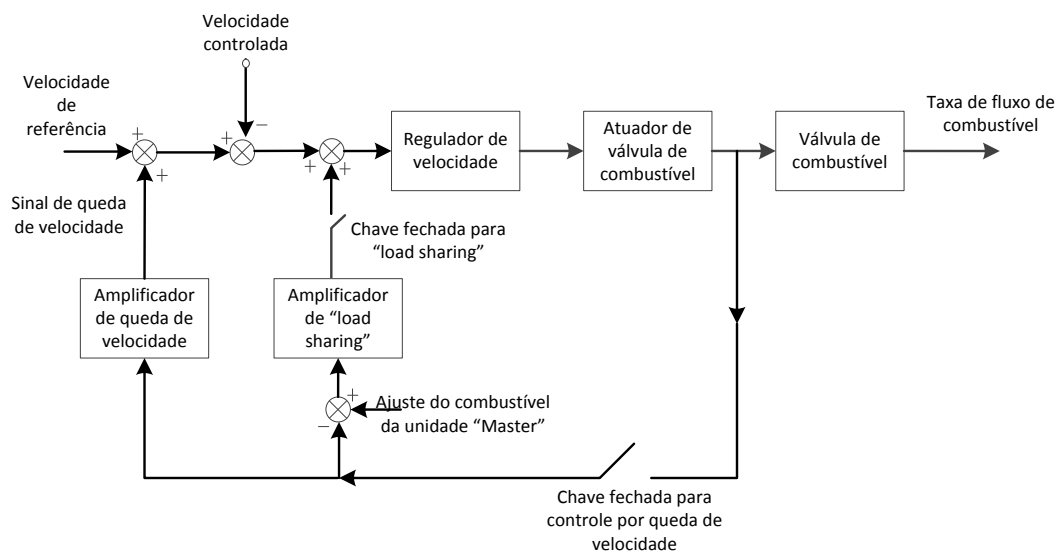 Velocidade
controlada
Velocidade
de
referência
+
−
+
+
+
+
+
Regulador de
velocidade
Atuador de
válvula de
combustível
Válvula de
combustível
Taxa de fluxo de
combustível
Sinal de queda
de velocidade
Chave fechada para
“load sharing”
Amplificador
de queda de
velocidade
Amplificador
de “load
sharing”
+
−
Ajuste do combustível
da unidade “Master”
Chave fechada para
controle por queda de
velocidade